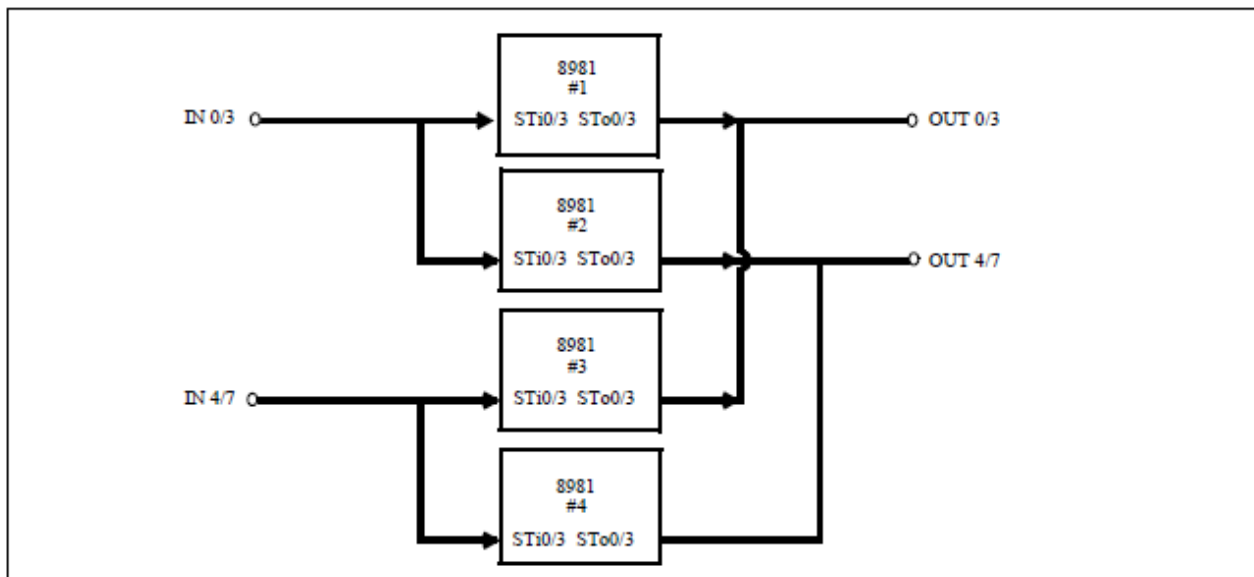 8981
#1
IN 0/3
STi0/3 STo0/3
OUT 0/3
8981
#2
STi0/3 STo0/3
OUT 4/7
8981
#3
IN 4/7
STi0/3 STo0/3
8981
#4
STi0/3 STo0/3